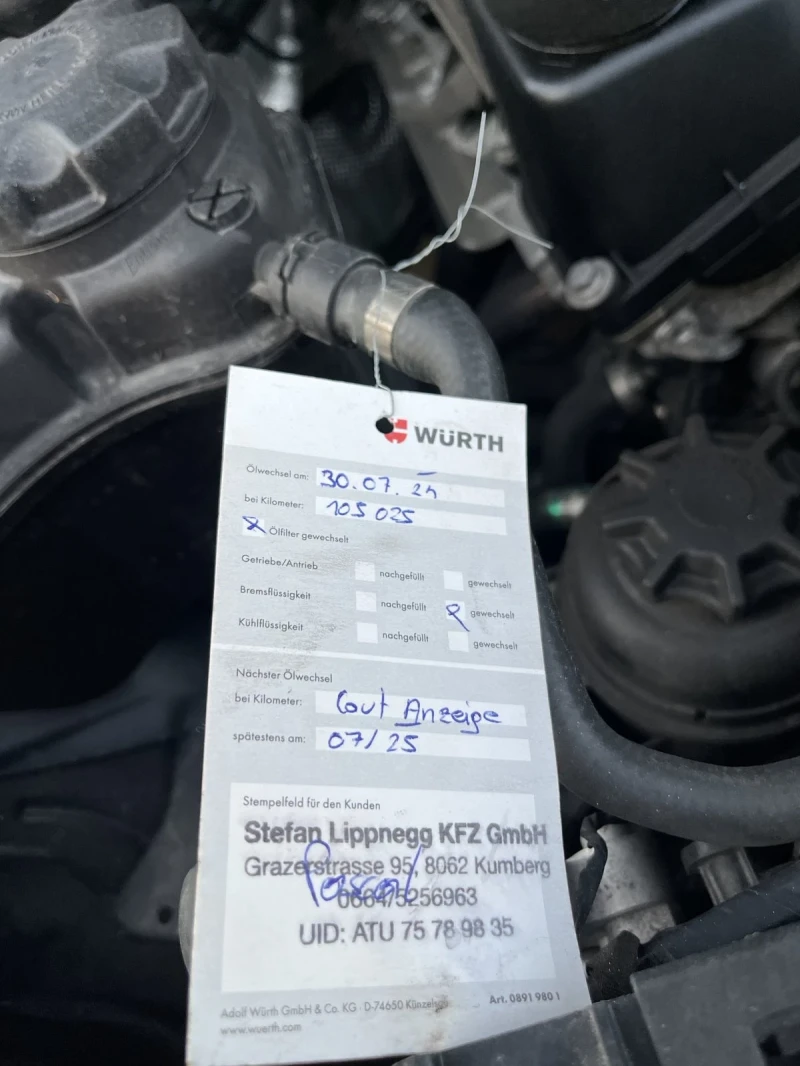 WÜRTH
Ölwechsel am: 30.07.24
bei Kilometer: 105 025
Ölfilter gewechselt
Getriebe/Antrieb nachgefüllt gewechselt
Bremsflüssigkeit nachgefüllt gewechselt
Kühlflüssigkeit nachgefüllt gewechselt
Nächster Ölwechsel
bei Kilometer: Laut Anzeige
spätestens am: 07/25
Stempelfeld für den Kunden
Stefan Lippnegg KFZ GmbH
Grazerstrasse 95, 8062 Kumberg
0664/5256963
UID: ATU 75 78 98 35
Adolf Würth GmbH & Co. KG · D-74650 Künzelsau Art. 0891 980 1
www.wuerth.com